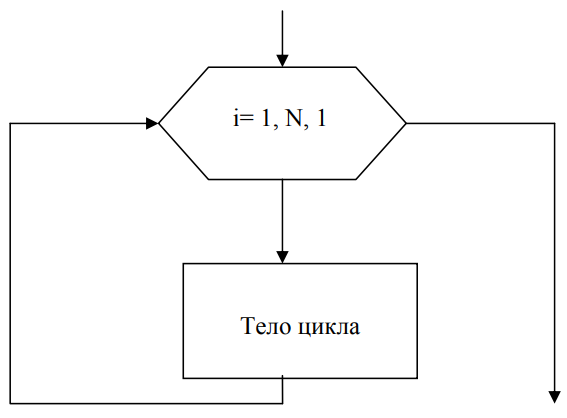 i= 1, N, 1
Тело цикла